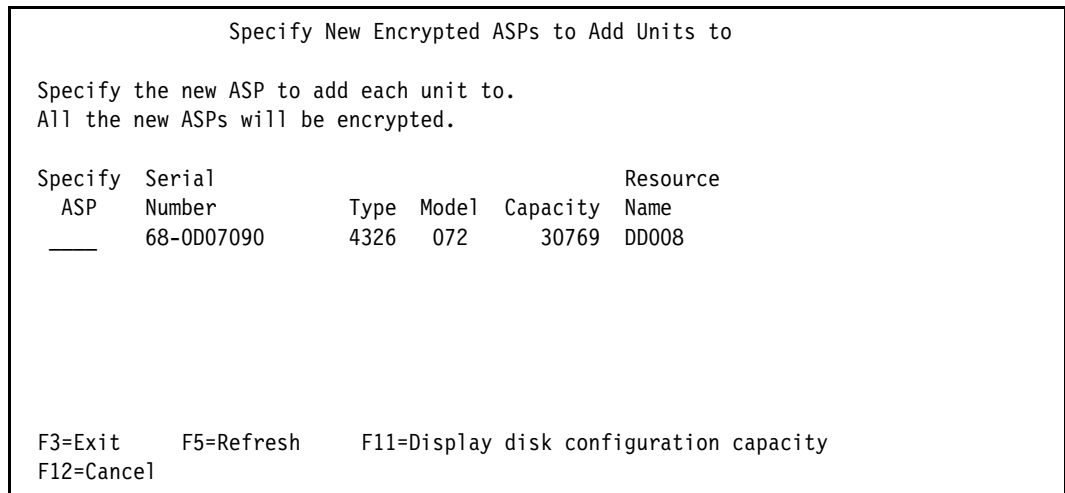 Specify New Encrypted ASPs to Add Units to
Specify the new ASP to add each unit to.
All the new ASPs will be encrypted.
Specify Serial Resource
ASP Number Type Model Capacity Name
____ 68-0D07090 4326 072 30769 DD008
F3=Exit F5=Refresh F11=Display disk configuration capacity
F12=Cancel